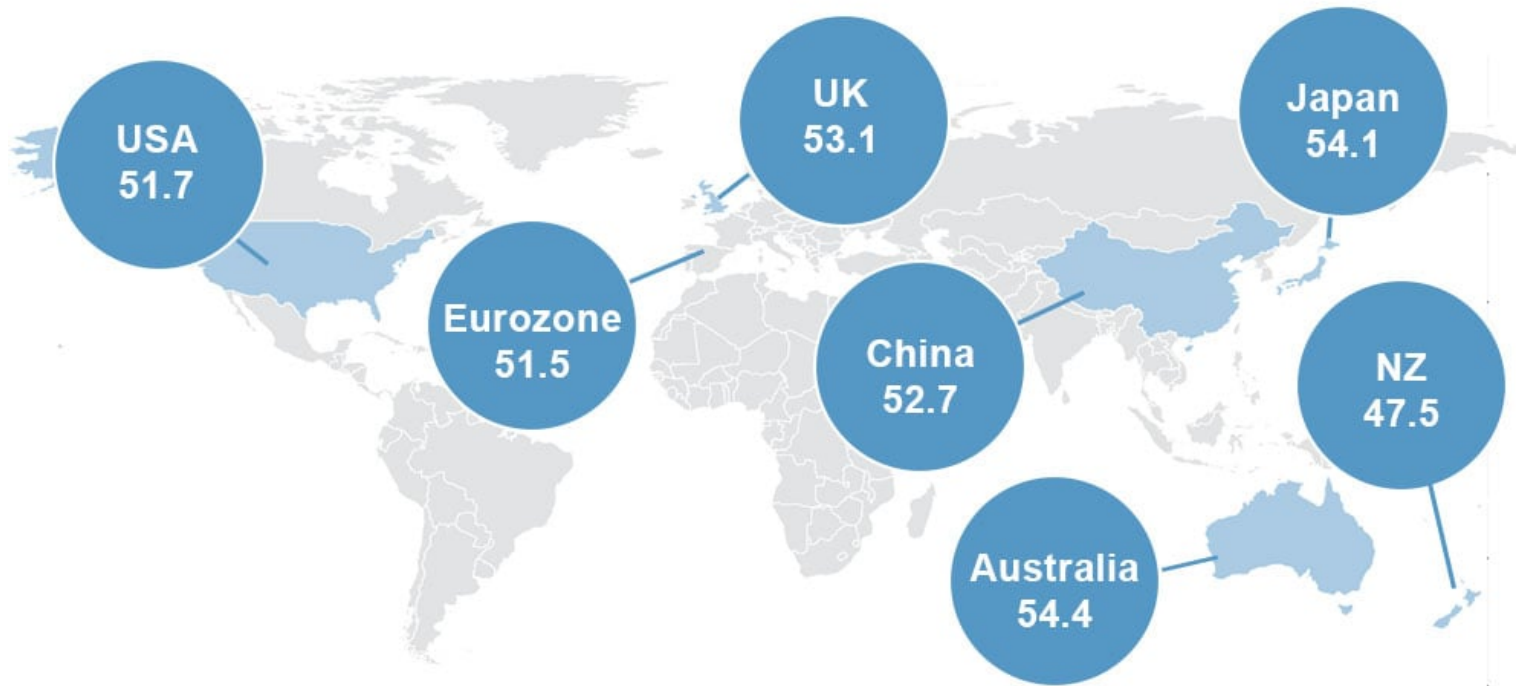 USA
51.7
UK
53.1
Japan
54.1
Eurozone
51.5
China
52.7
NZ
47.5
Australia
54.4